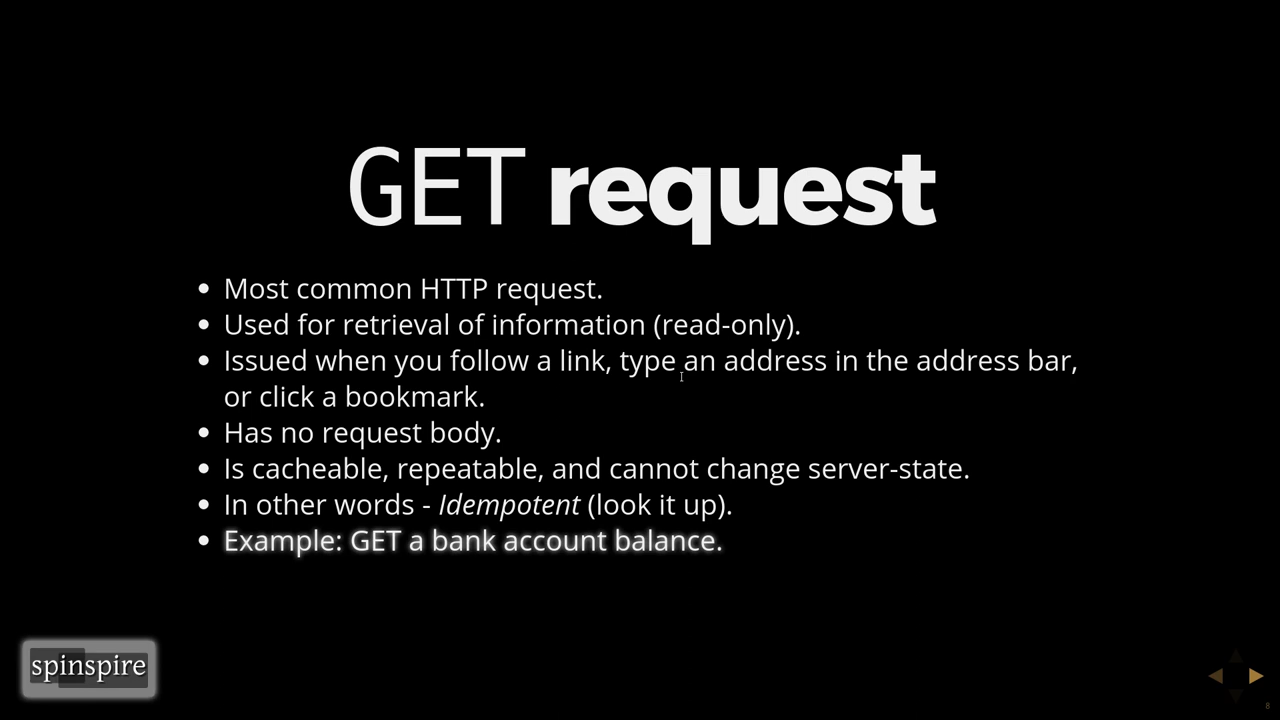 GET request
• Most common HTTP request.
• Used for retrieval of information (read-only).
• Issued when you follow a link, type an address in the address bar,
or click a bookmark.
• Has no request body.
• Is cacheable, repeatable, and cannot change server-state.
• In other words - Idempotent (look it up).
• Example: GET a bank account balance.
spinspire
8